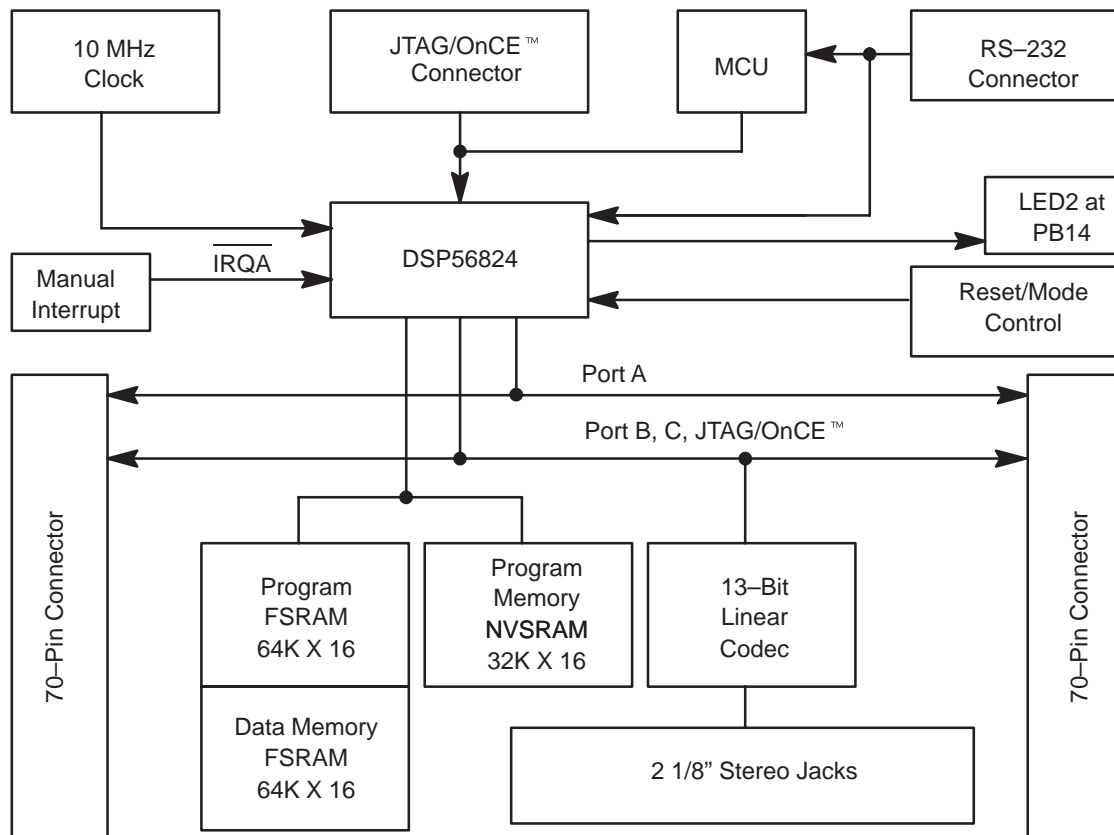 10 MHz
Clock
JTAG/OnCE™
Connector
MCU
RS–232
Connector
LED2 at
PB14
DSP56824
IRQA
Manual
Interrupt
Reset/Mode
Control
Port A
Port B, C, JTAG/OnCE™
70–Pin Connector
Program
FSRAM
64K X 16
Program
Memory
NVSRAM
32K X 16
13–Bit
Linear
Codec
70–Pin Connector
Data Memory
FSRAM
64K X 16
2 1/8” Stereo Jacks